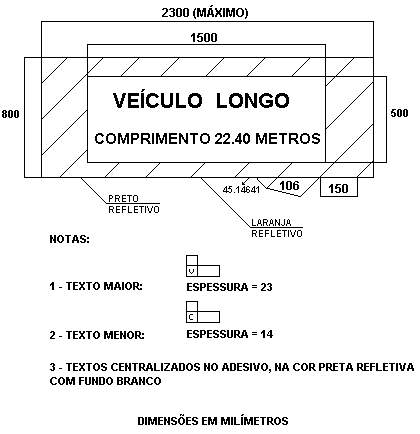 2300 (MÁXIMO)
1500
800
VEÍCULO LONGO
500
COMPRIMENTO 22.40 METROS
45.14641
106
150
PRETO
REFLETIVO
LARANJA
REFLETIVO
NOTAS:
V
1 - TEXTO MAIOR: ESPESSURA = 23
C
2 - TEXTO MENOR: ESPESSURA = 14
3 - TEXTOS CENTRALIZADOS NO ADESIVO, NA COR PRETA REFLETIVA
COM FUNDO BRANCO
DIMENSÕES EM MILÍMETROS